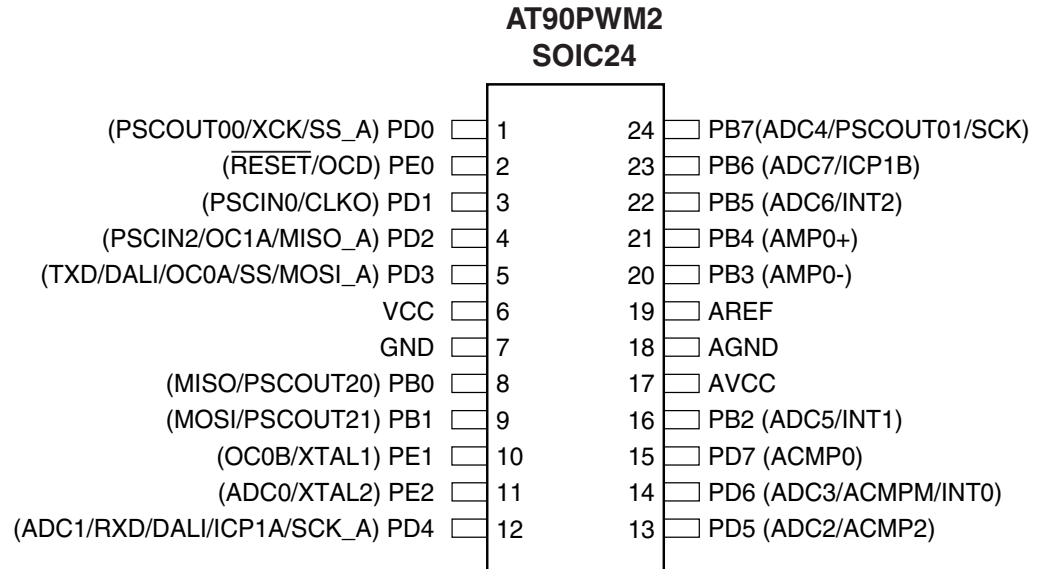 AT90PWM2
SOIC24
(PSCOUT00/XCK/SS_A) PD0 1 24 PB7(ADC4/PSCOUT01/SCK)
(RESET/OCD) PE0 2 23 PB6 (ADC7/ICP1B)
(PSCIN0/CLKO) PD1 3 22 PB5 (ADC6/INT2)
(PSCIN2/OC1A/MISO_A) PD2 4 21 PB4 (AMP0+)
(TXD/DALI/OC0A/SS/MOSI_A) PD3 5 20 PB3 (AMP0-)
VCC 6 19 AREF
GND 7 18 AGND
(MISO/PSCOUT20) PB0 8 17 AVCC
(MOSI/PSCOUT21) PB1 9 16 PB2 (ADC5/INT1)
(OC0B/XTAL1) PE1 10 15 PD7 (ACMP0)
(ADC0/XTAL2) PE2 11 14 PD6 (ADC3/ACMPM/INT0)
(ADC1/RXD/DALI/ICP1A/SCK_A) PD4 12 13 PD5 (ADC2/ACMP2)